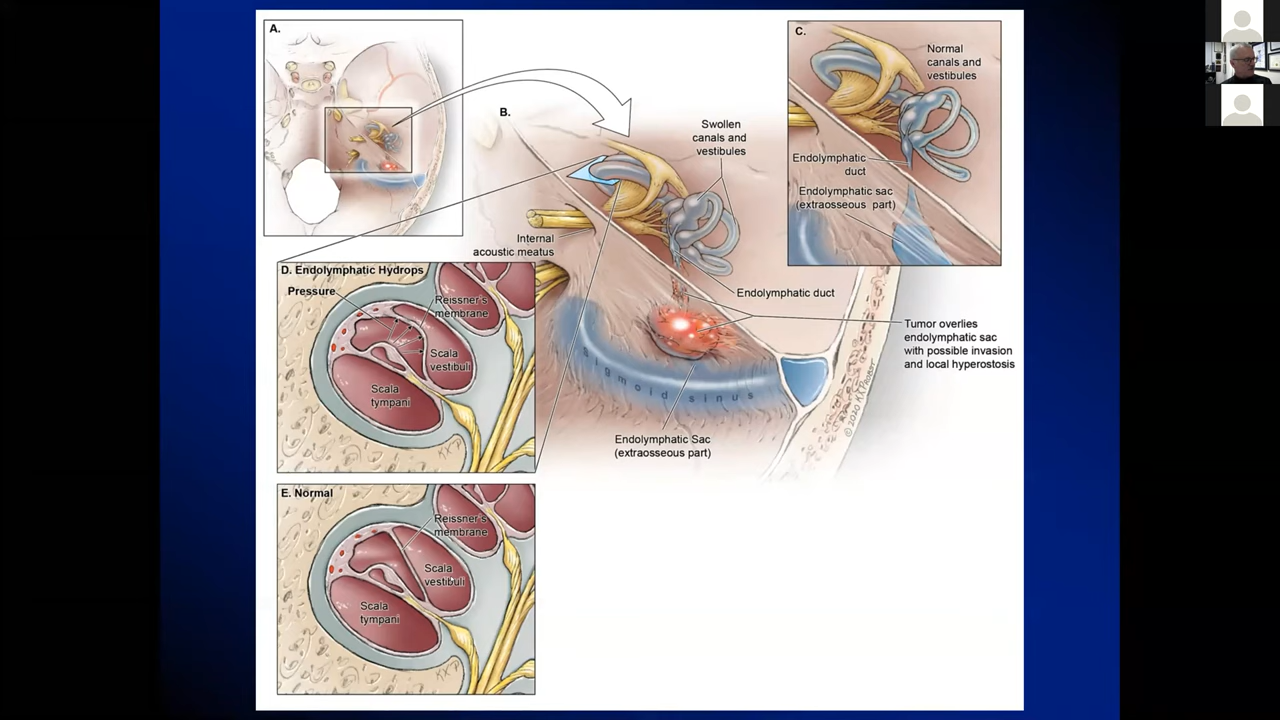 A.
B.
Swollen
canals and
vestibules
Internal
acoustic meatus
Endolymphatic duct
Tumor overlies
endolymphatic sac
with possible invasion
and local hyperostosis
sigmoid sinus
Endolymphatic Sac
(extraosseous part)
C.
Normal
canals and
vestibules
Endolymphatic
duct
Endolymphatic sac
(extraosseous part)
D. Endolymphatic Hydrops
Pressure
Reissner's
membrane
Scala
vestibuli
Scala
tympani
E. Normal
Reissner's
membrane
Scala
vestibuli
Scala
tympani
© 2020